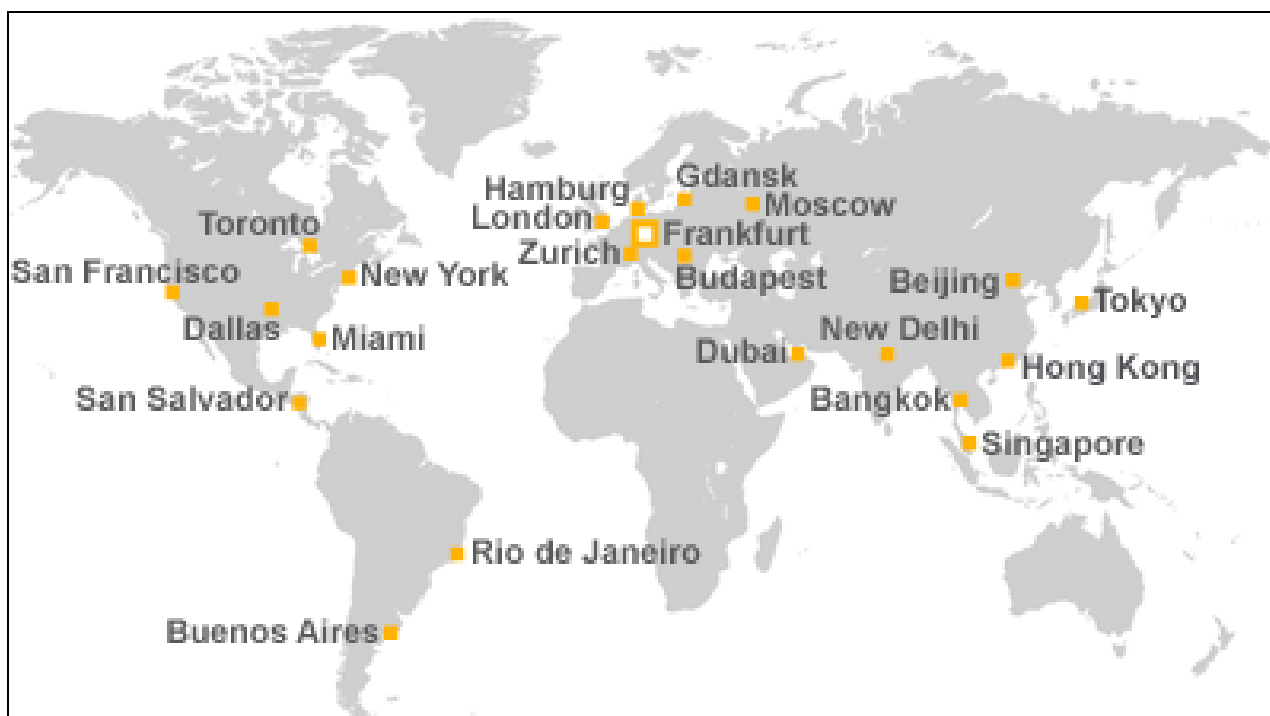 Gdansk
Hamburg
Moscow
London
Toronto
Frankfurt
Zurich
San Francisco
New York
Budapest
Beijing
Tokyo
Dallas
Miami
New Delhi
Dubai
Hong Kong
San Salvador
Bangkok
Singapore
Rio de Janeiro
Buenos Aires